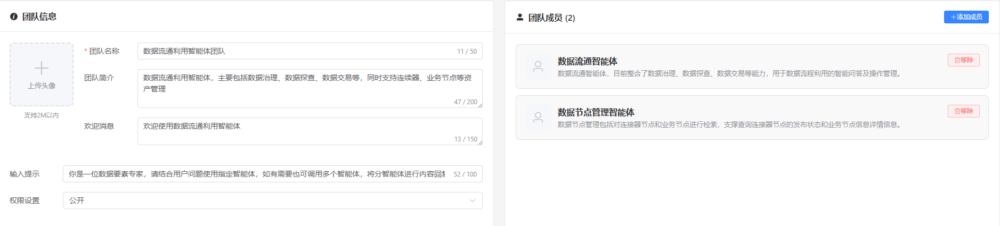 团队信息
上传头像
支持2M以内
* 团队名称
数据流通利用智能体团队
11 / 50
团队简介
数据流通利用智能体，主要包括数据治理、数据探查、数据交易等，同时支持连续器、业务节点等资
产管理
47 / 200
欢迎消息
欢迎使用数据流通利用智能体
13 / 150
输入提示
你是一位数据要素专家，请结合用户问题使用指定智能体，如有需要也可调用多个智能体，将分智能体进行内容回
52 / 100
权限设置
公开
团队成员 (2)
+添加成员
数据流通智能体
移除
数据流通智能体，目前整合了数据治理、数据探查、数据交易等能力，用于数据流程利用的智能问答及操作管理。
数据节点管理智能体
移除
数据节点管理包括对连接器节点和业务节点进行检索，支撑查询连接器节点的发布状态和业务节点信息详情信息。